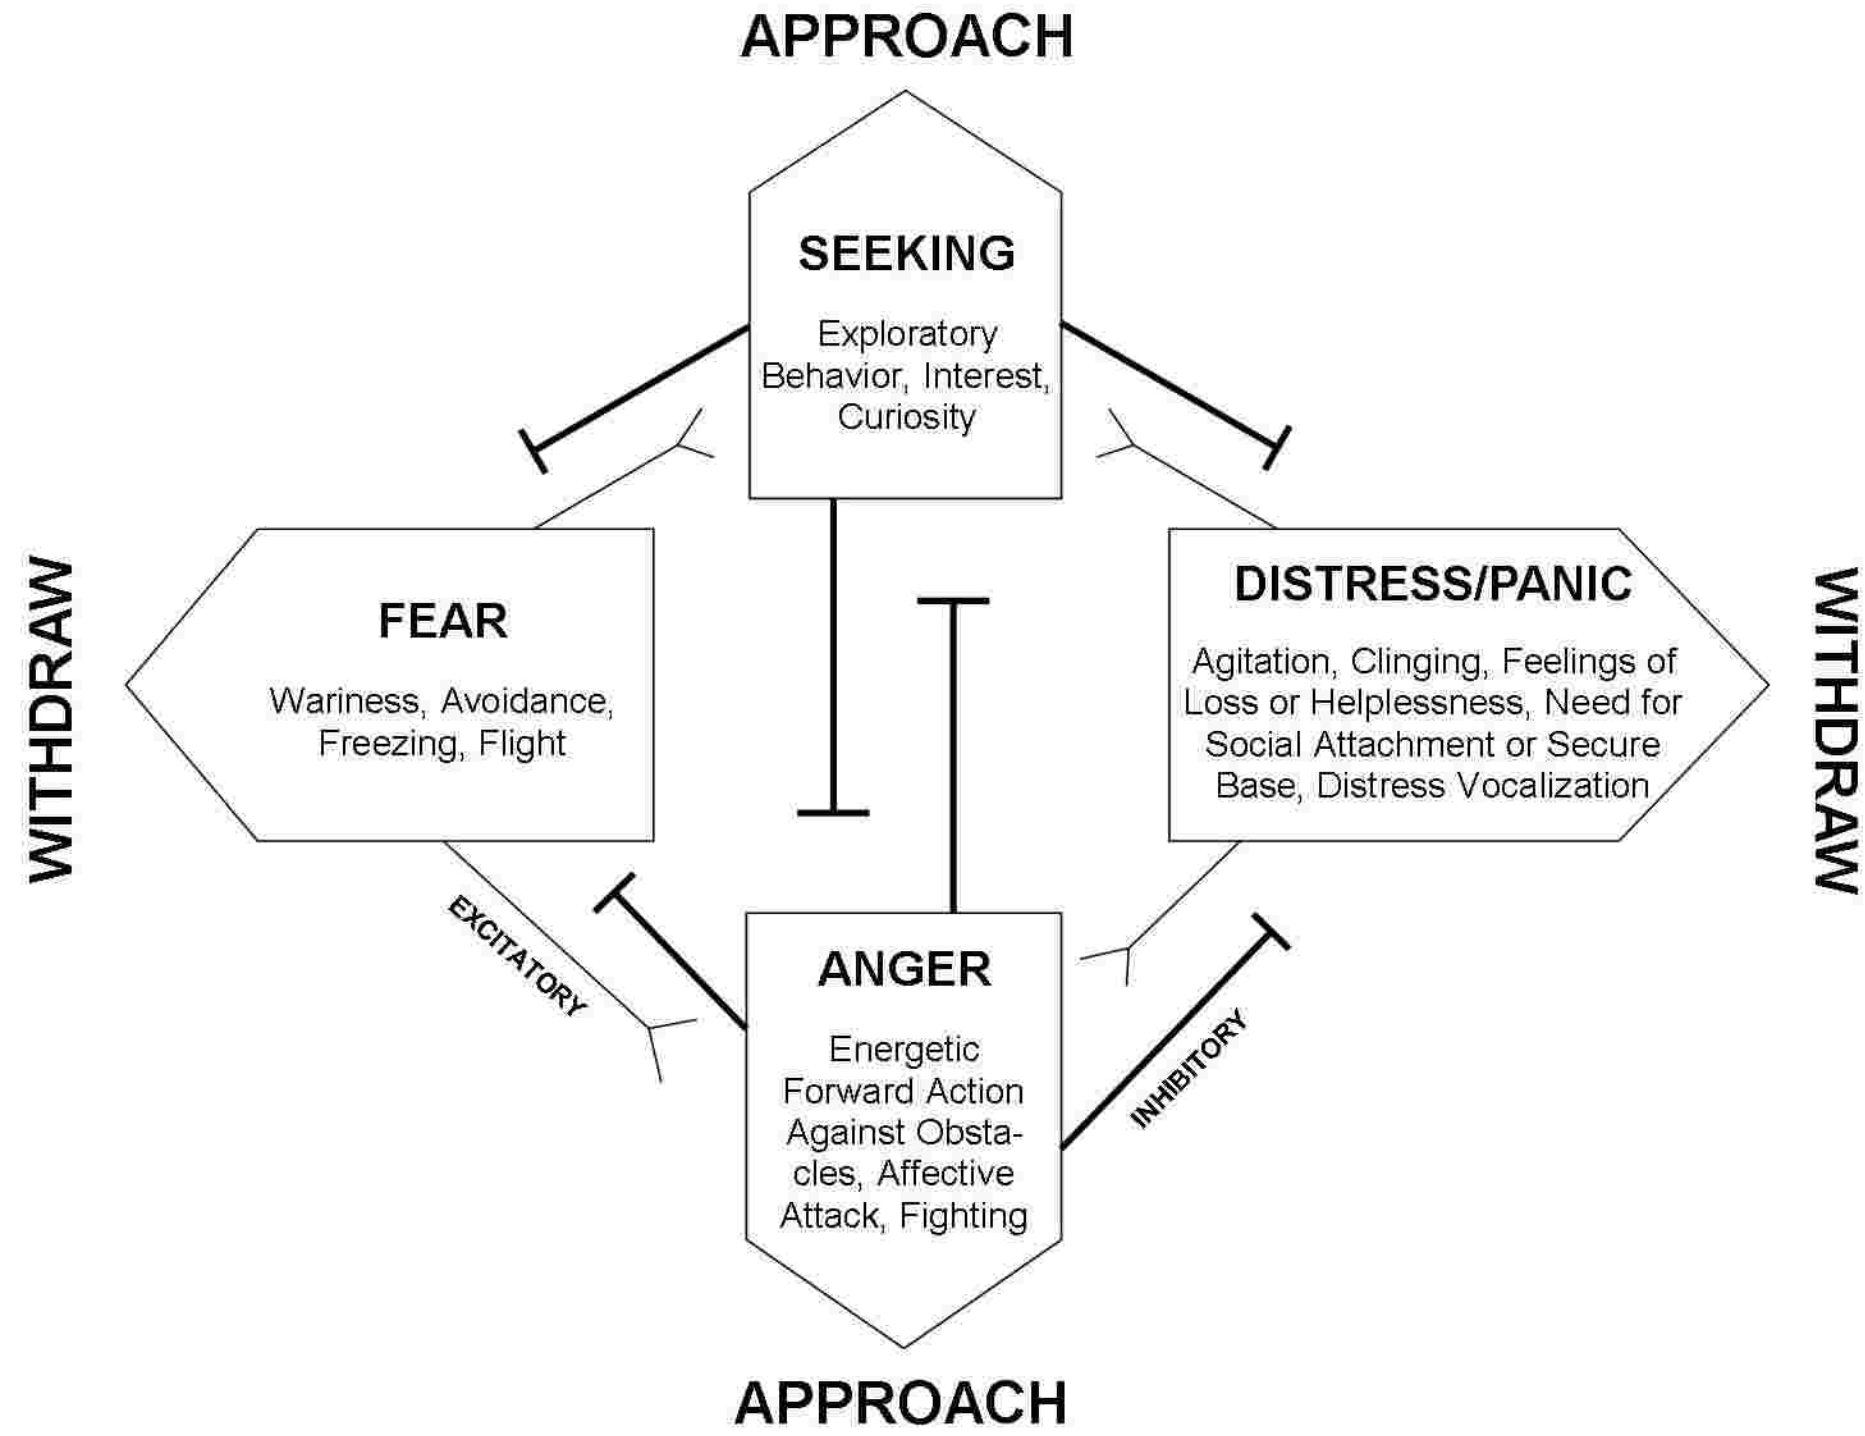 APPROACH
SEEKING
Exploratory
Behavior, Interest,
Curiosity
WITHDRAW
FEAR
Wariness, Avoidance,
Freezing, Flight
DISTRESS/PANIC
Agitation, Clinging, Feelings of
Loss or Helplessness, Need for
Social Attachment or Secure
Base, Distress Vocalization
WITHDRAW
EXCITATORY
ANGER
Energetic
Forward Action
Against Obsta-
cles, Affective
Attack, Fighting
INHIBITORY
APPROACH